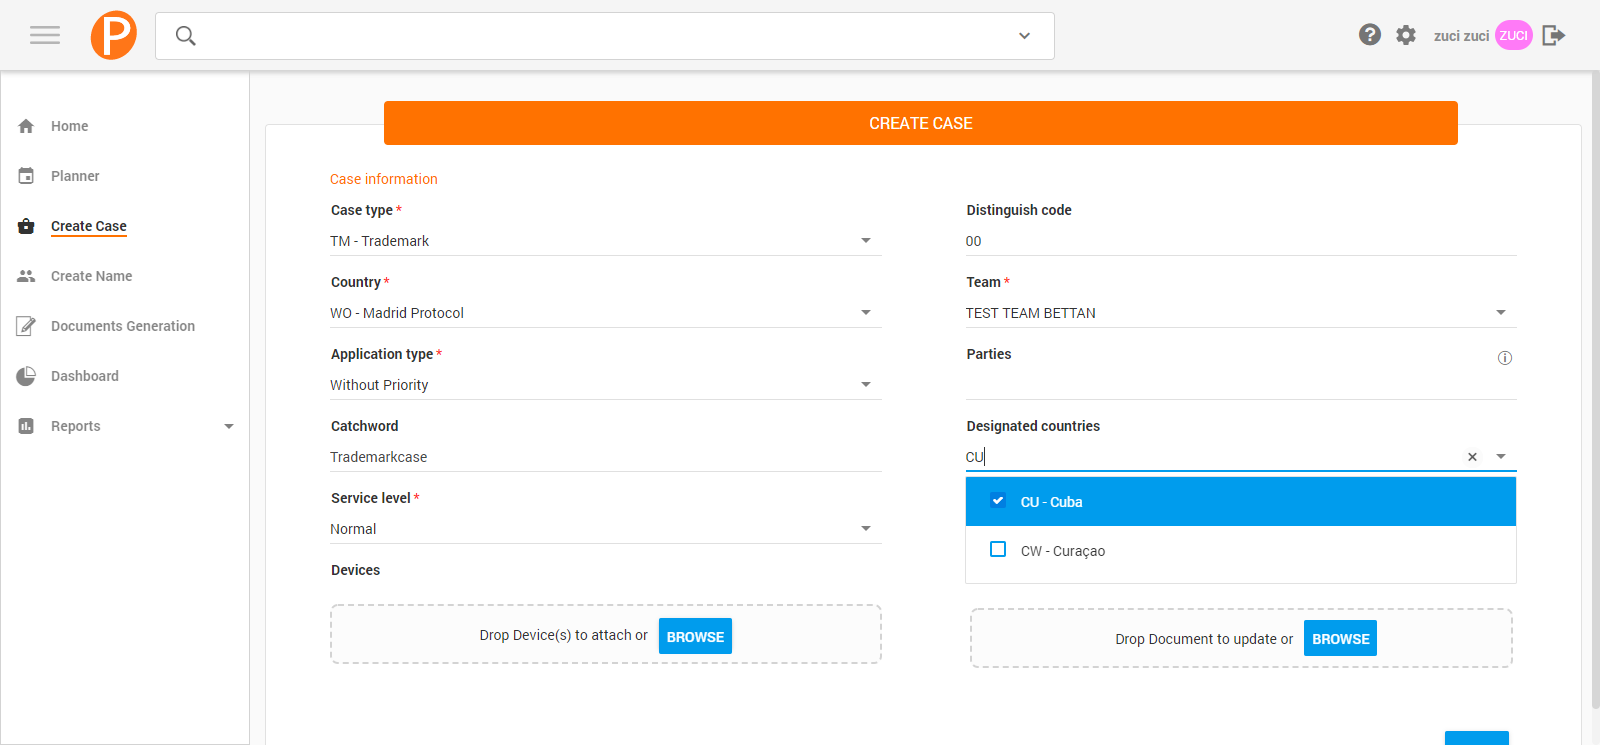 P
zuci zuci ZUCI
Home
Planner
Create Case
Create Name
Documents Generation
Dashboard
Reports
CREATE CASE
Case information
Case type *
TM - Trademark
Distinguish code
00
Country *
WO - Madrid Protocol
Team *
TEST TEAM BETTAN
Application type *
Without Priority
Parties
Catchword
Trademarkcase
Designated countries
CU
CU - Cuba
CW - Curaçao
Service level *
Normal
Devices
Drop Device(s) to attach or BROWSE
Drop Document to update or BROWSE